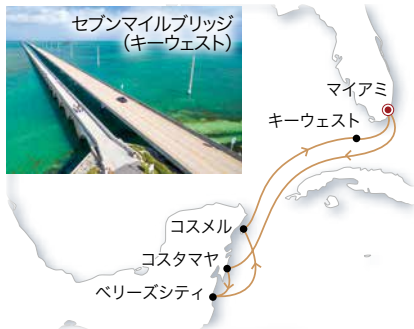 セブンマイルブリッジ
（キーウェスト）
マイアミ
キーウェスト
コスメル
コスタマヤ
ベリーズシティ